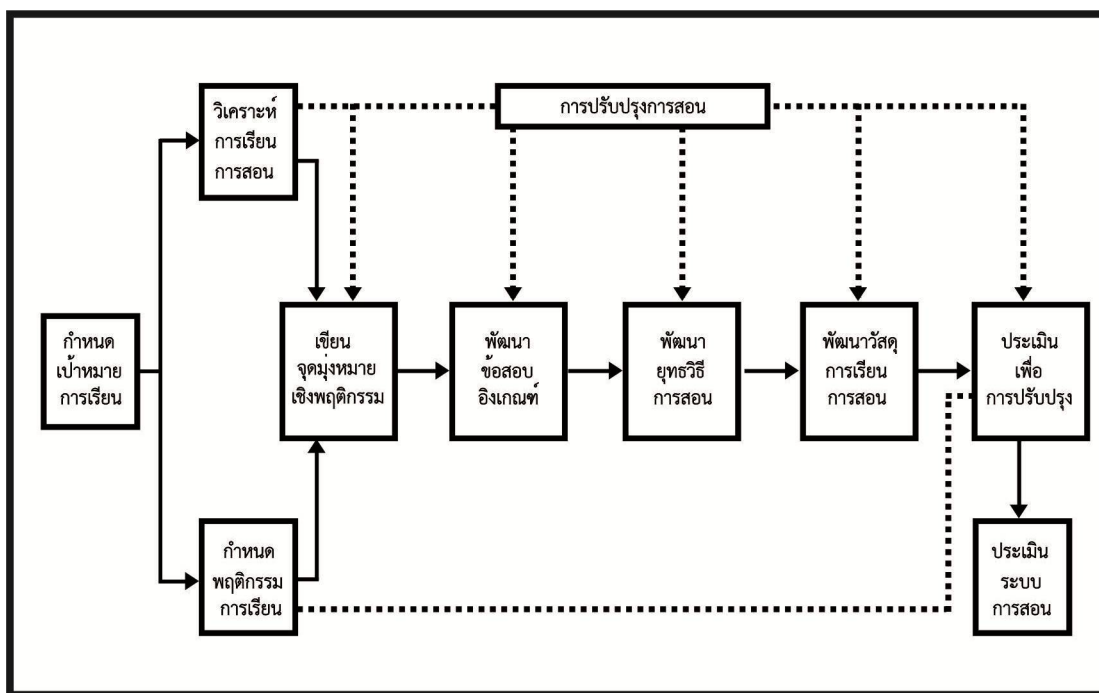 วิเคราะห์
การเรียน
การสอน
การปรับปรุงการสอน
กำหนด
เป้าหมาย
การเรียน
เขียน
จุดมุ่งหมาย
เชิงพฤติกรรม
พัฒนา
ข้อสอบ
อิงเกณฑ์
พัฒนา
ยุทธวิธี
การสอน
พัฒนาวัสดุ
การเรียน
การสอน
ประเมิน
เพื่อ
การปรับปรุง
กำหนด
พฤติกรรม
การเรียน
ประเมิน
ระบบ
การสอน